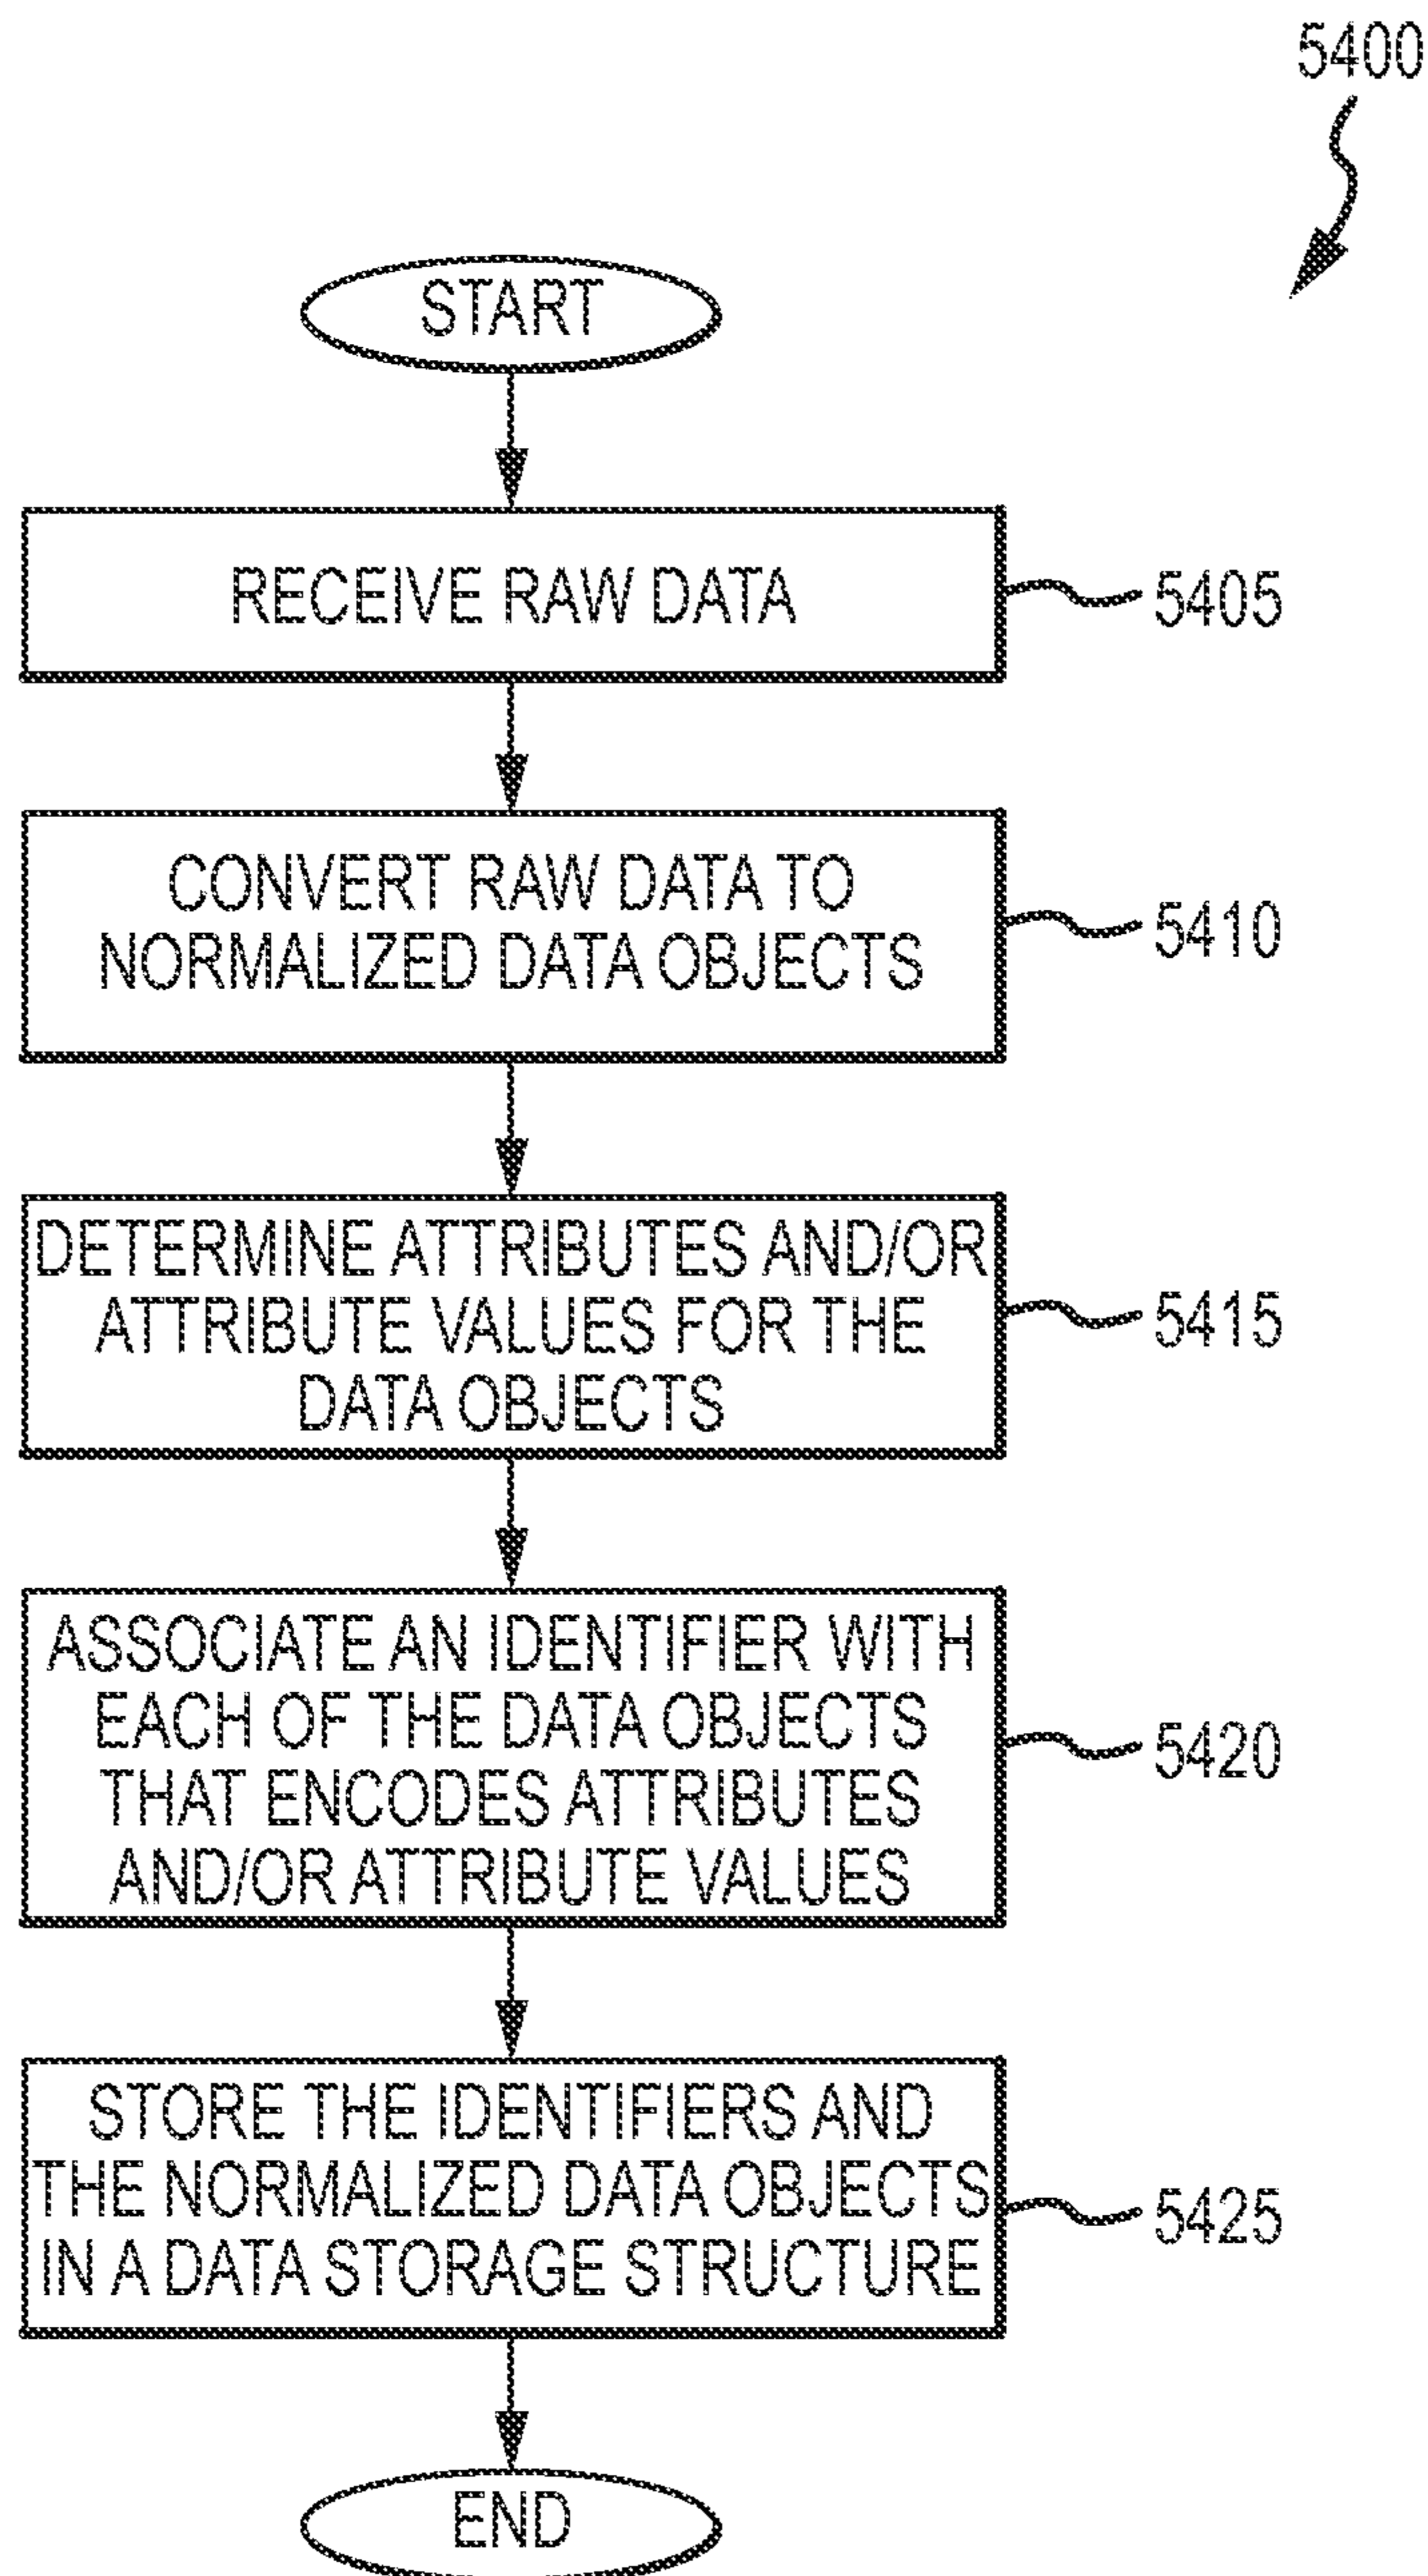 5400
START
RECEIVE RAW DATA
5405
CONVERT RAW DATA TO
NORMALIZED DATA OBJECTS
5410
DETERMINE ATTRIBUTES AND/OR
ATTRIBUTE VALUES FOR THE
DATA OBJECTS
5415
ASSOCIATE AN IDENTIFIER WITH
EACH OF THE DATA OBJECTS
THAT ENCODES ATTRIBUTES
AND/OR ATTRIBUTE VALUES
5420
STORE THE IDENTIFIERS AND
THE NORMALIZED DATA OBJECTS
IN A DATA STORAGE STRUCTURE
5425
END